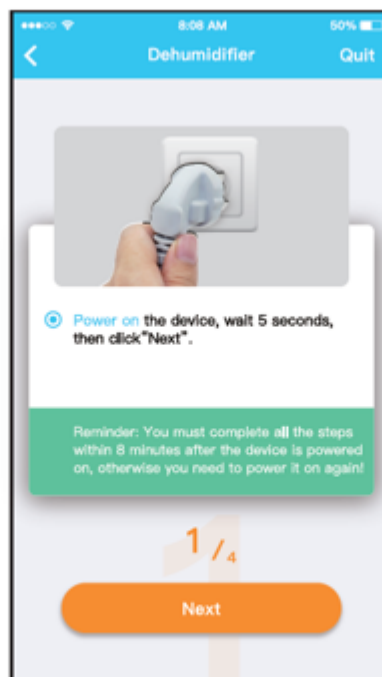 8:08 AM 50%
Dehumidifier Quit
Power on the device, wait 5 seconds,
then click"Next".
Reminder: You must complete all the steps
within 8 minutes after the device is powered
on, otherwise you need to power it on again!
1/4
Next